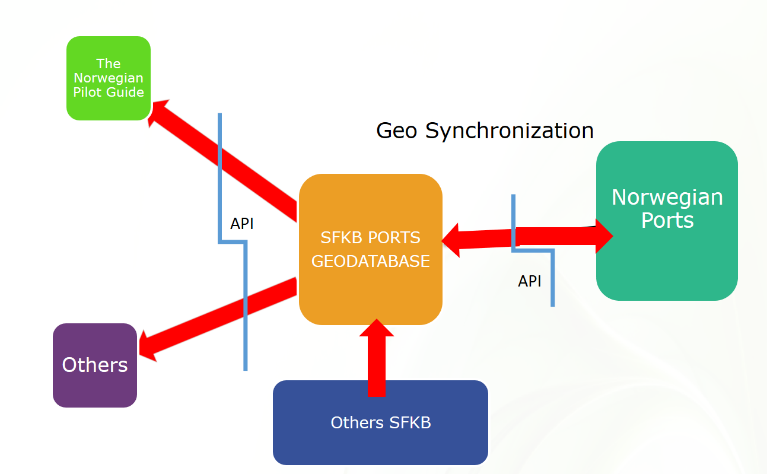 The
Norwegian
Pilot Guide
Geo Synchronization
Norwegian
Ports
API
SFKB PORTS
GEODATABASE
API
Others
Others SFKB